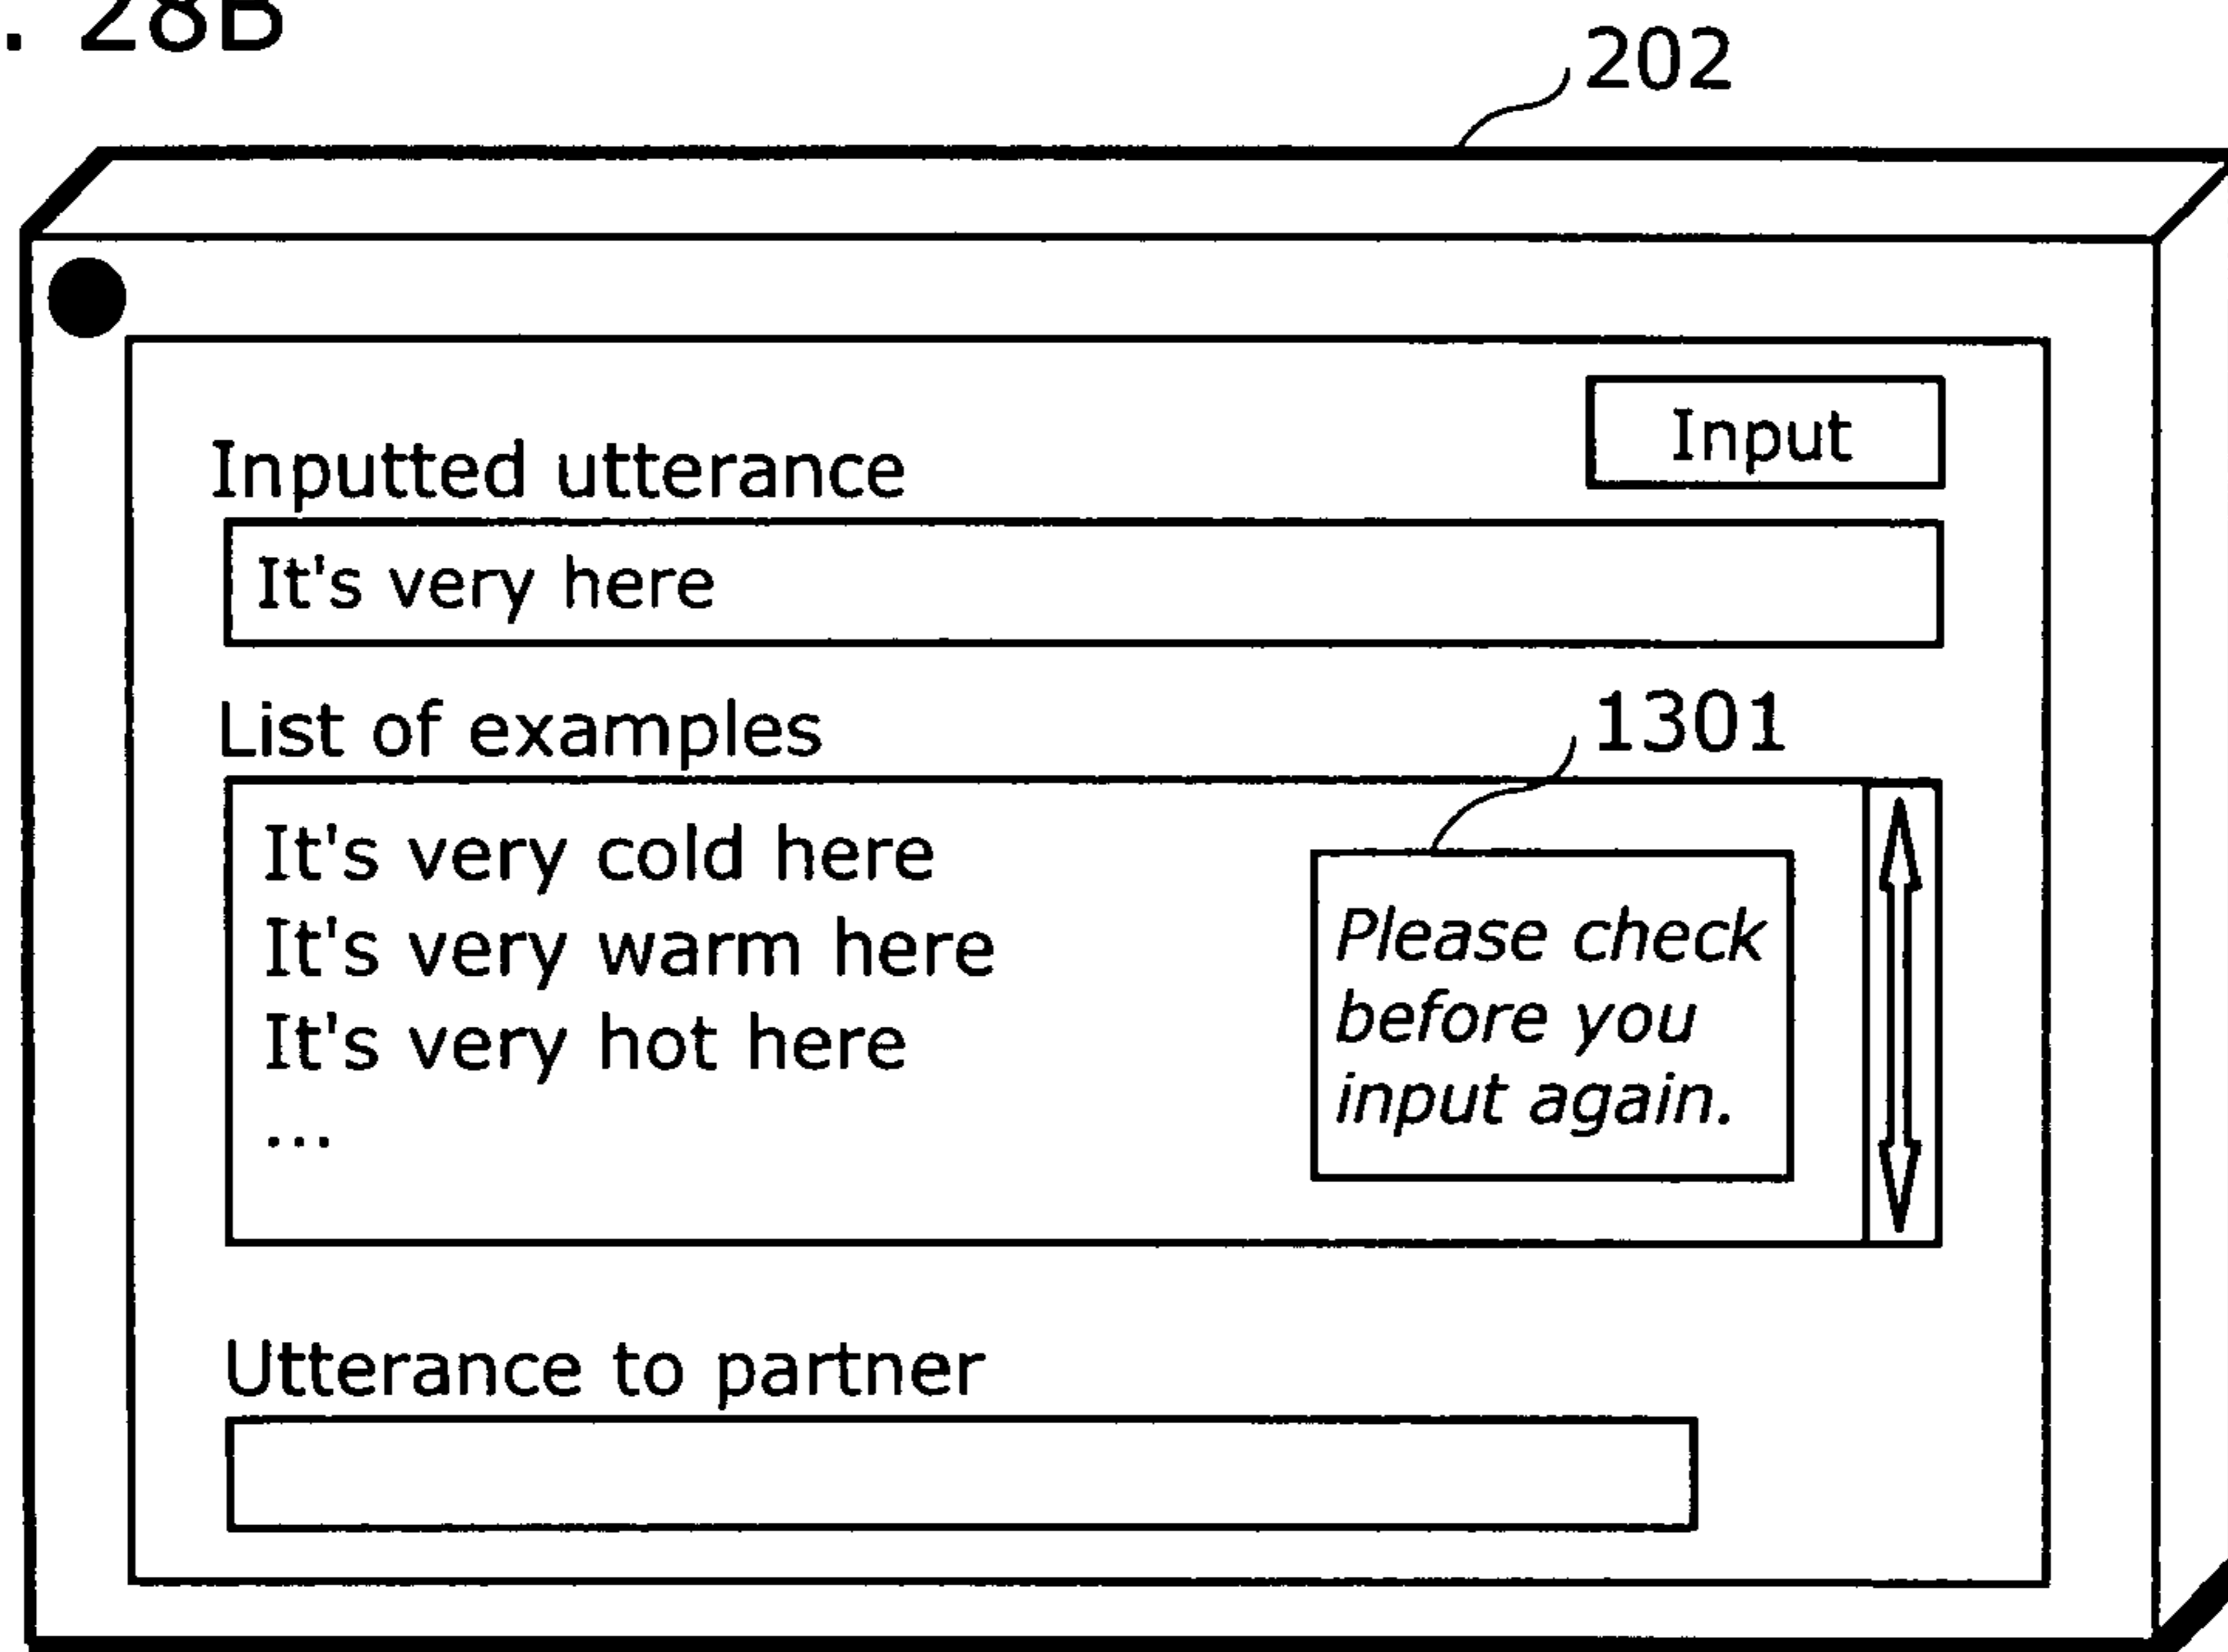 . 28B
202
Input
Inputted utterance
It's very here
List of examples
1301
It's very cold here
It's very warm here
It's very hot here
...
Please check
before you
input again.
Utterance to partner